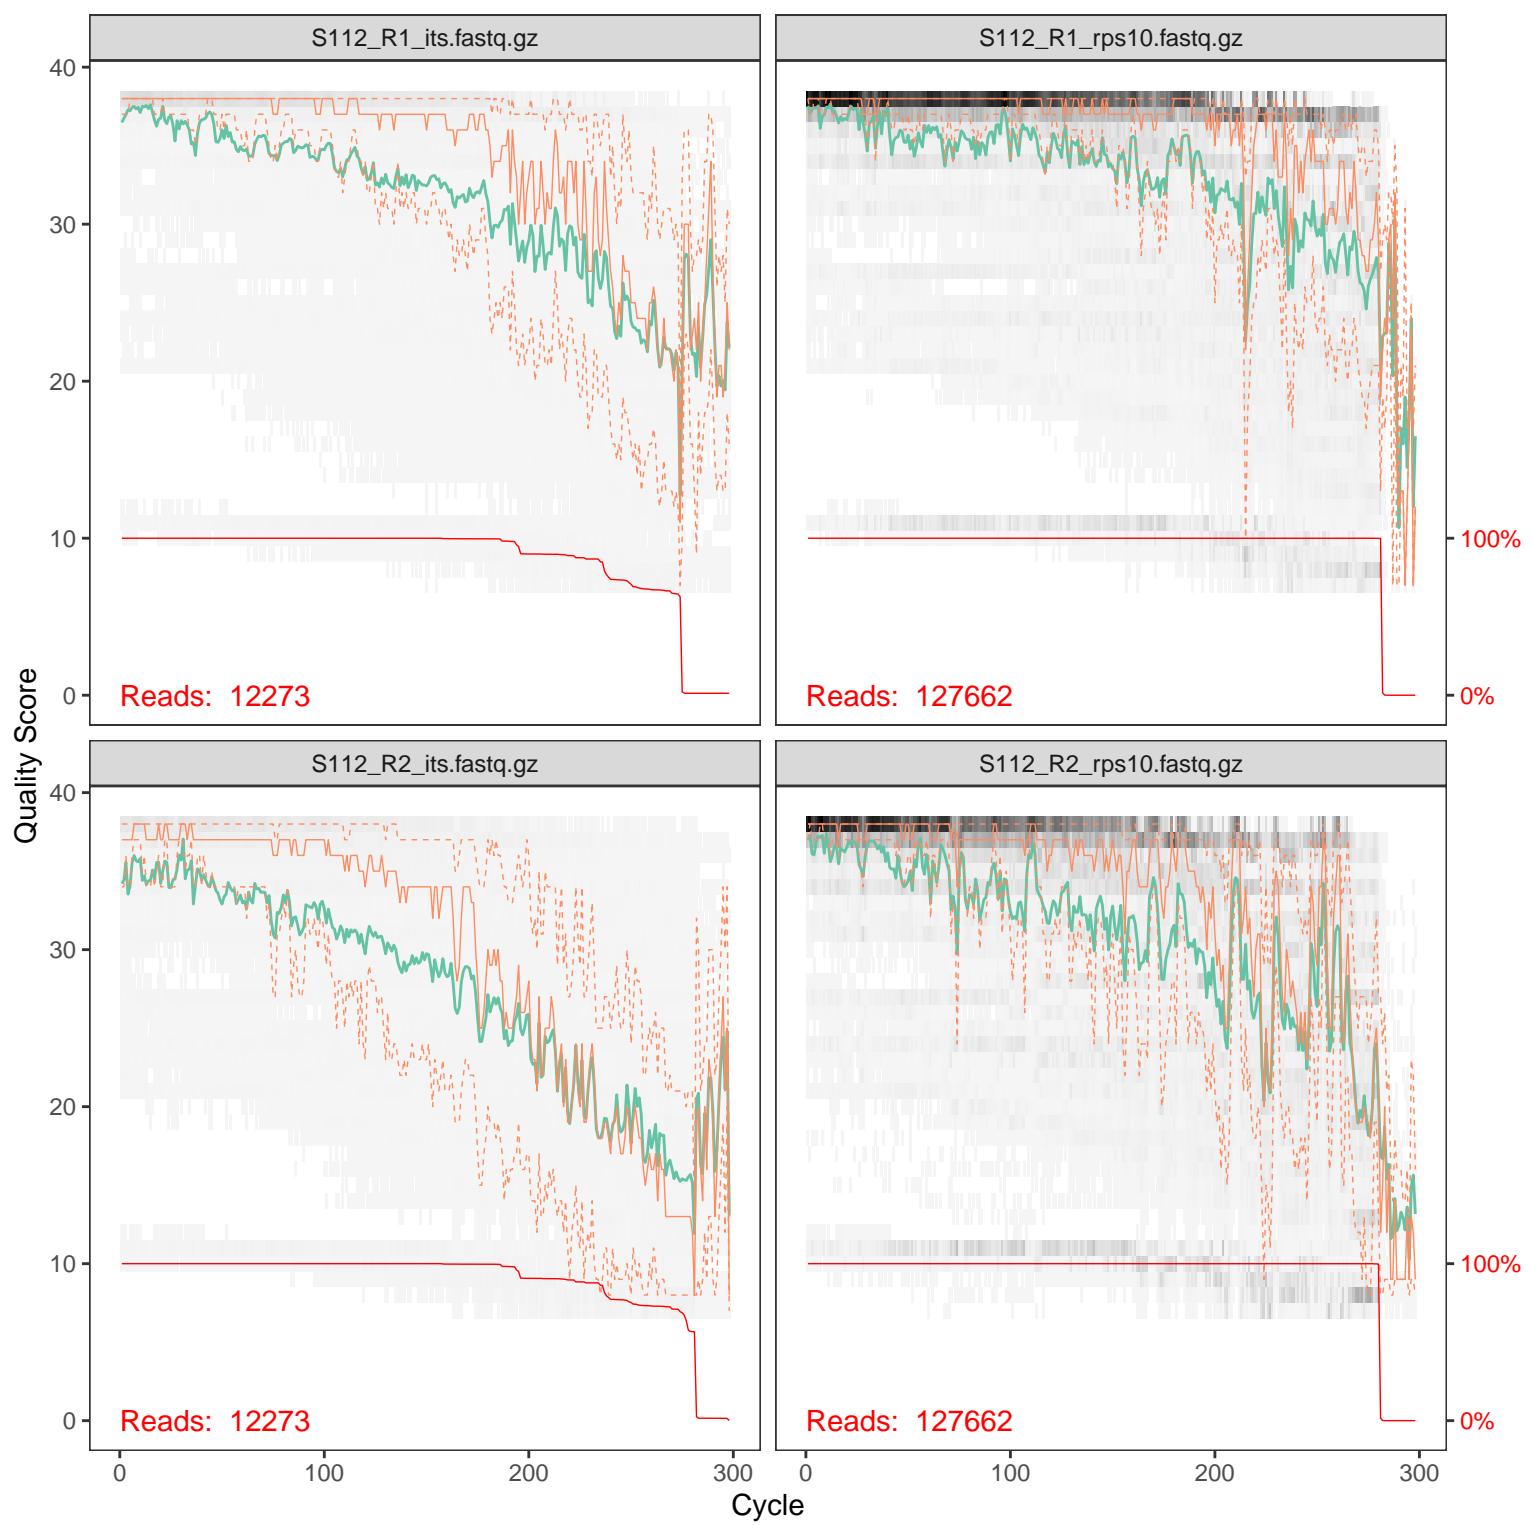 S112_R1_its.fastq.gz
S112_R1_rps10.fastq.gz
40
30
20
10
0
100%
0%
Reads: 12273
Reads: 127662
Quality Score
S112_R2_its.fastq.gz
S112_R2_rps10.fastq.gz
40
30
20
10
0
100%
0%
Reads: 12273
Reads: 127662
0 100 200 300
0 100 200 300
Cycle